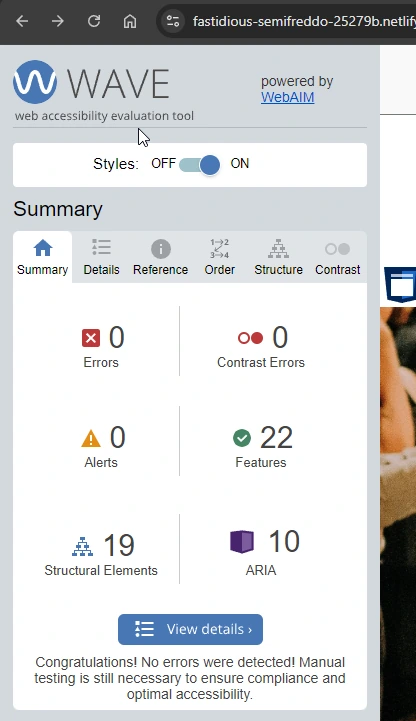 fastidious-semifreddo-25279b.netlify
WAVE
powered by
WebAIM
web accessibility evaluation tool
Styles: OFF ON
Summary
Summary Details Reference Order Structure Contrast
0
Errors
0
Contrast Errors
0
Alerts
22
Features
19
Structural Elements
10
ARIA
View details ›
Congratulations! No errors were detected! Manual
testing is still necessary to ensure compliance and
optimal accessibility.